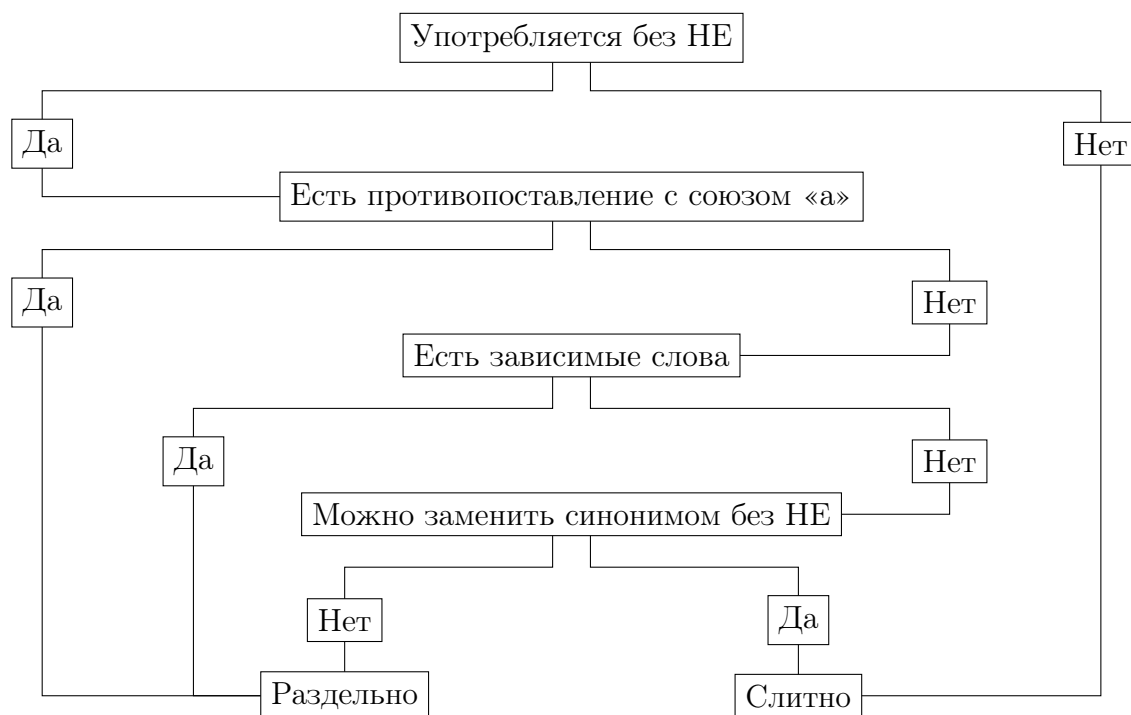 Употребляется без НЕ
Да
Нет
Есть противопоставление с союзом «а»
Да
Нет
Есть зависимые слова
Да
Нет
Можно заменить синонимом без НЕ
Нет
Да
Раздельно
Слитно